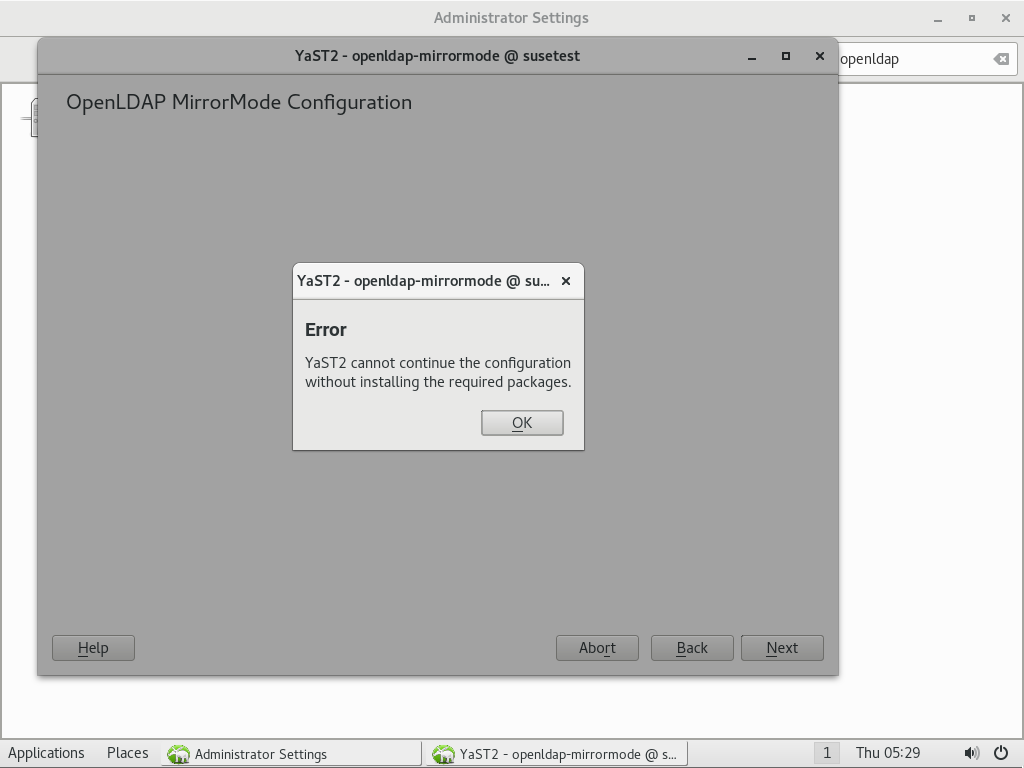 Administrator Settings
openldap
YaST2 - openldap-mirrormode @ susetest
OpenLDAP MirrorMode Configuration
YaST2 - openldap-mirrormode @ su...
Error
YaST2 cannot continue the configuration
without installing the required packages.
OK
Help
Abort
Back
Next
Applications
Places
Administrator Settings
YaST2 - openldap-mirrormode @ s...
1
Thu 05:29